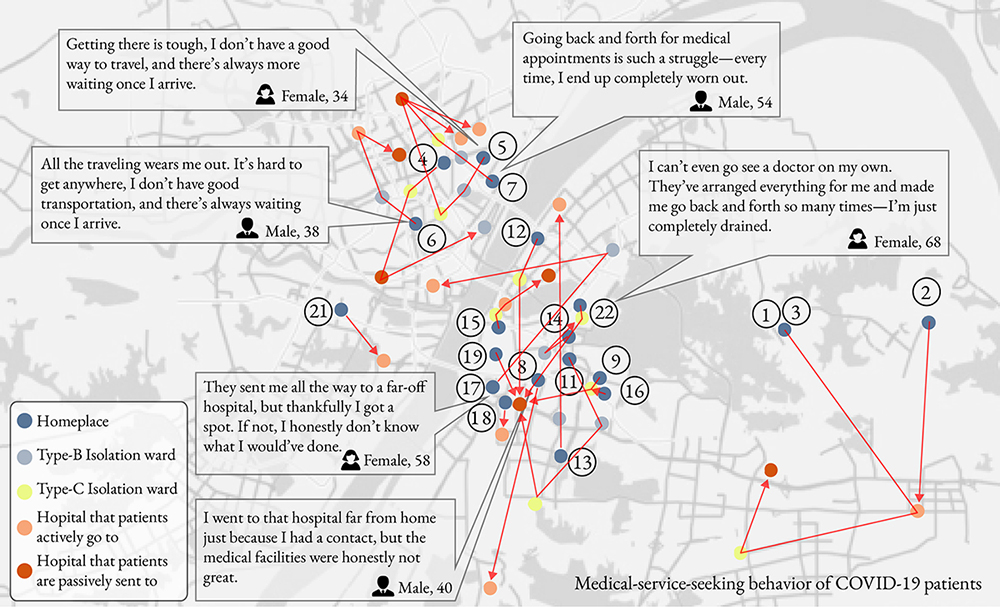 Getting there is tough, I don't have a good
way to travel, and there's always more
waiting once I arrive.
Female, 34
Going back and forth for medical
appointments is such a struggle—every
time, I end up completely worn out.
Male, 54
All the traveling wears me out. It's hard to
get anywhere, I don't have good
transportation, and there's always waiting
once I arrive.
Male, 38
I can't even go see a doctor on my own.
They've arranged everything for me and made
me go back and forth so many times—I'm just
completely drained.
Female, 68
4
5
7
6
12
21
15
14
22
1
3
2
19
8
9
17
11
16
18
13
They sent me all the way to a far-off
hospital, but thankfully I got a
spot. If not, I honestly don't know
what I would've done.
Female, 58
I went to that hospital far from home
just because I had a contact, but the
medical facilities were honestly not
great.
Male, 40
Homeplace
Type-B Isolation ward
Type-C Isolation ward
Hopital that patients
actively go to
Hopital that patients
are passively sent to
Medical-service-seeking behavior of COVID-19 patients